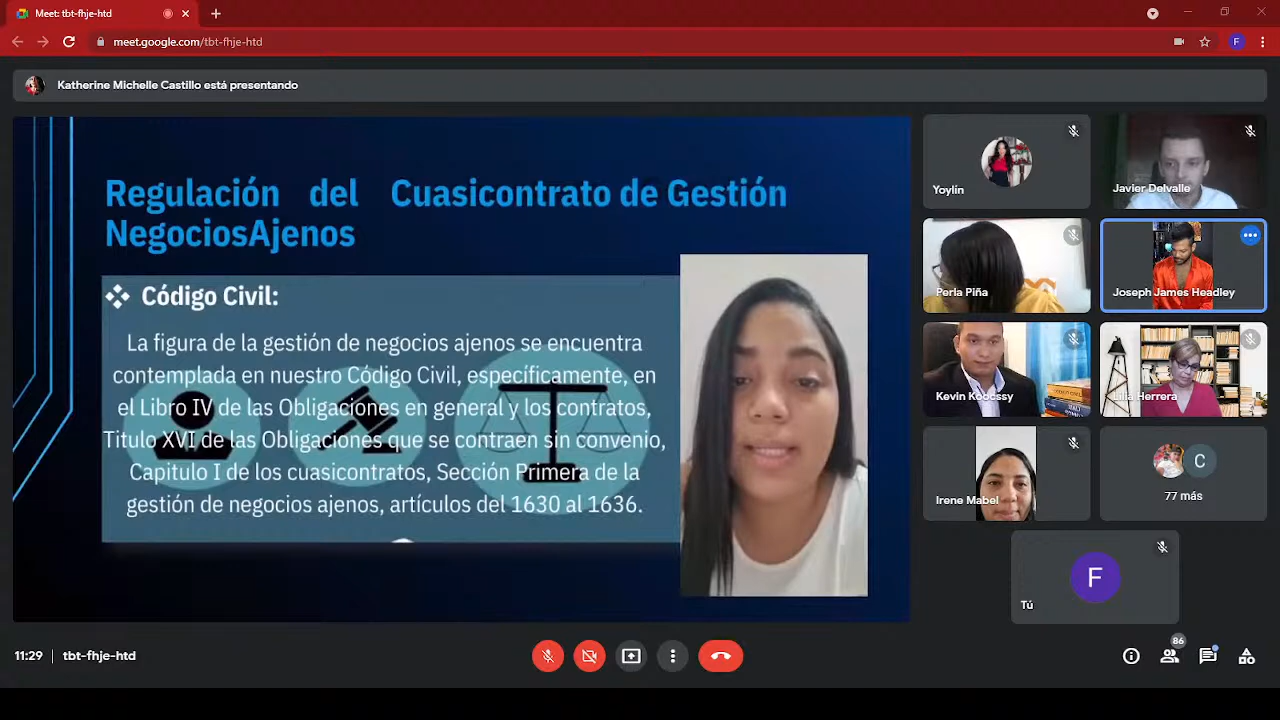 Meet: tbt-fhje-htd
meet.google.com/tbt-fhje-htd
F
Katherine Michelle Castillo está presentando
Regulación del Cuasicontrato de Gestión
NegociosAjenos
Código Civil:
La figura de la gestión de negocios ajenos se encuentra
contemplada en nuestro Código Civil, específicamente, en
el Libro IV de las Obligaciones en general y los contratos,
Titulo XVI de las Obligaciones que se contraen sin convenio,
Capitulo I de los cuasicontratos, Sección Primera de la
gestión de negocios ajenos, artículos del 1630 al 1636.
Yoylín
Javier Delvalle
Perla Piña
Joseph James Headley
Kevin Koocssy
Lilia Herrera
Irene Mabel
C
77 más
F
Tú
11:29 | tbt-fhje-htd
86